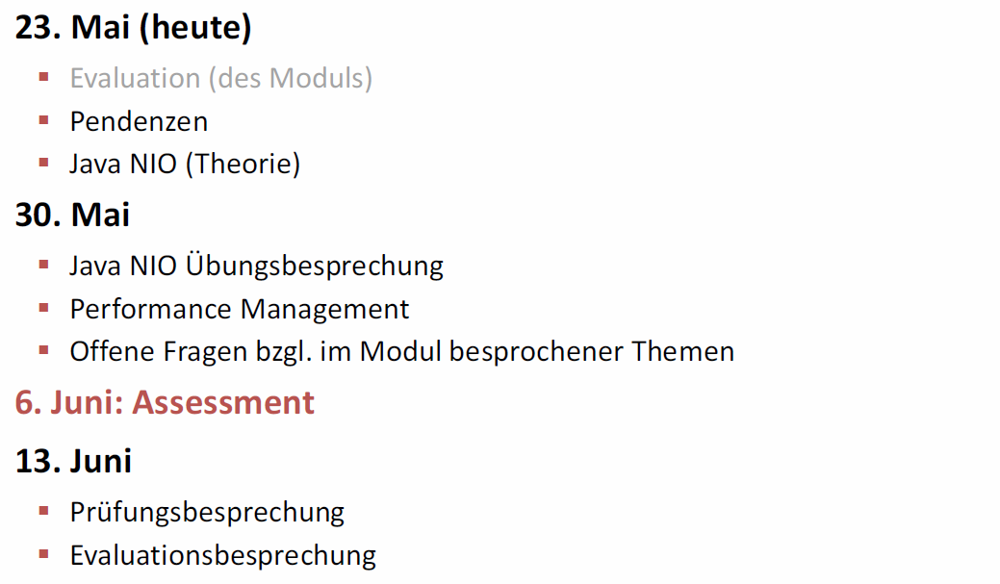 23. Mai (heute)
▪ Evaluation (des Moduls)
▪ Pendenzen
▪ Java NIO (Theorie)
30. Mai
▪ Java NIO Übungsbesprechung
▪ Performance Management
▪ Offene Fragen bzgl. im Modul besprochener Themen
6. Juni: Assessment
13. Juni
▪ Prüfungsbesprechung
▪ Evaluationsbesprechung